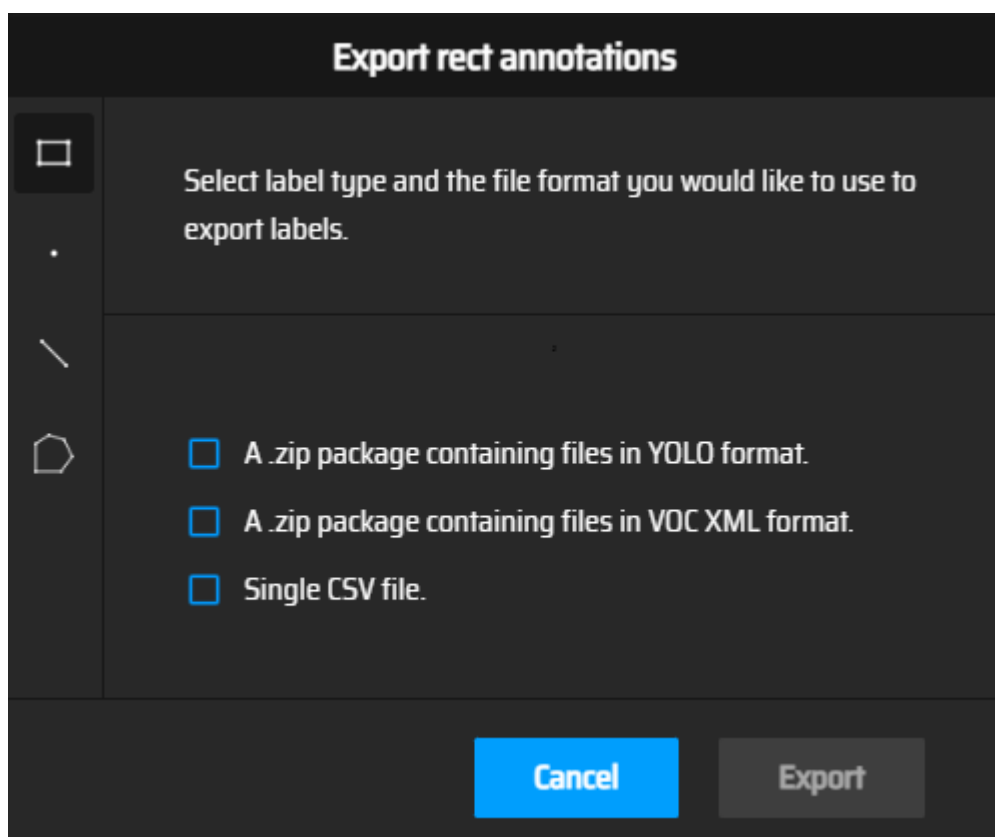 Export rect annotations
Select label type and the file format you would like to use to
export labels.
A .zip package containing files in YOLO format.
A .zip package containing files in VOC XML format.
Single CSV file.
Cancel
Export